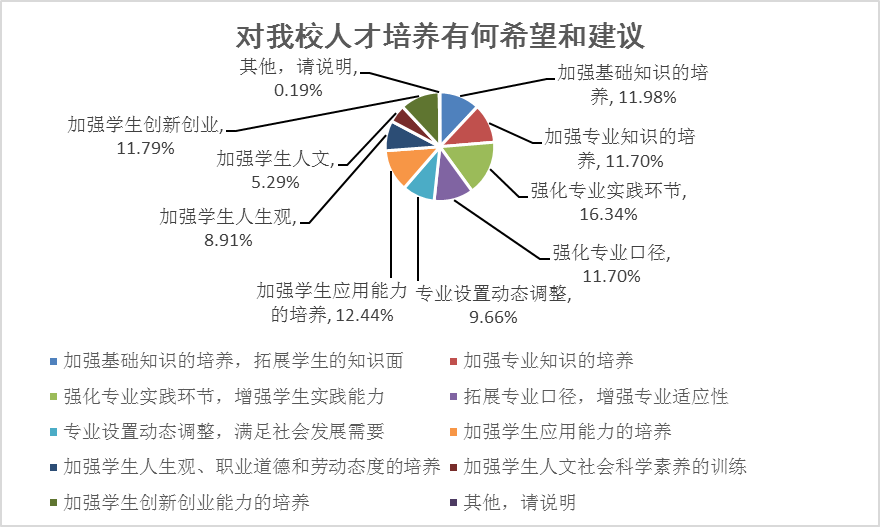 对我校人才培养有何希望和建议
其他，请说明,
0.19%
加强基础知识的培
养, 11.98%
加强学生创新创业,
11.79%
加强专业知识的培
养, 11.70%
加强学生人文,
5.29%
强化专业实践环节,
16.34%
加强学生人生观,
8.91%
强化专业口径,
11.70%
加强学生应用能力
的培养, 12.44%
专业设置动态调整,
9.66%
加强基础知识的培养，拓展学生的知识面
加强专业知识的培养
强化专业实践环节，增强学生实践能力
拓展专业口径，增强专业适应性
专业设置动态调整，满足社会发展需要
加强学生应用能力的培养
加强学生人生观、职业道德和劳动态度的培养
加强学生人文社会科学素养的训练
加强学生创新创业能力的培养
其他，请说明